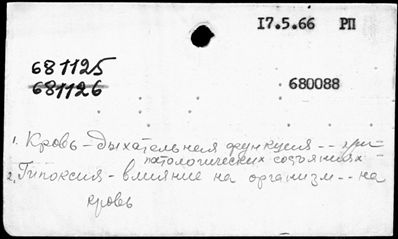 17.5.66 РП
681125
681126
680088
1. Кровь - дыхательная функция -- при
патологических состояниях
2. Гипоксия - влияние на организм -- на
кровь